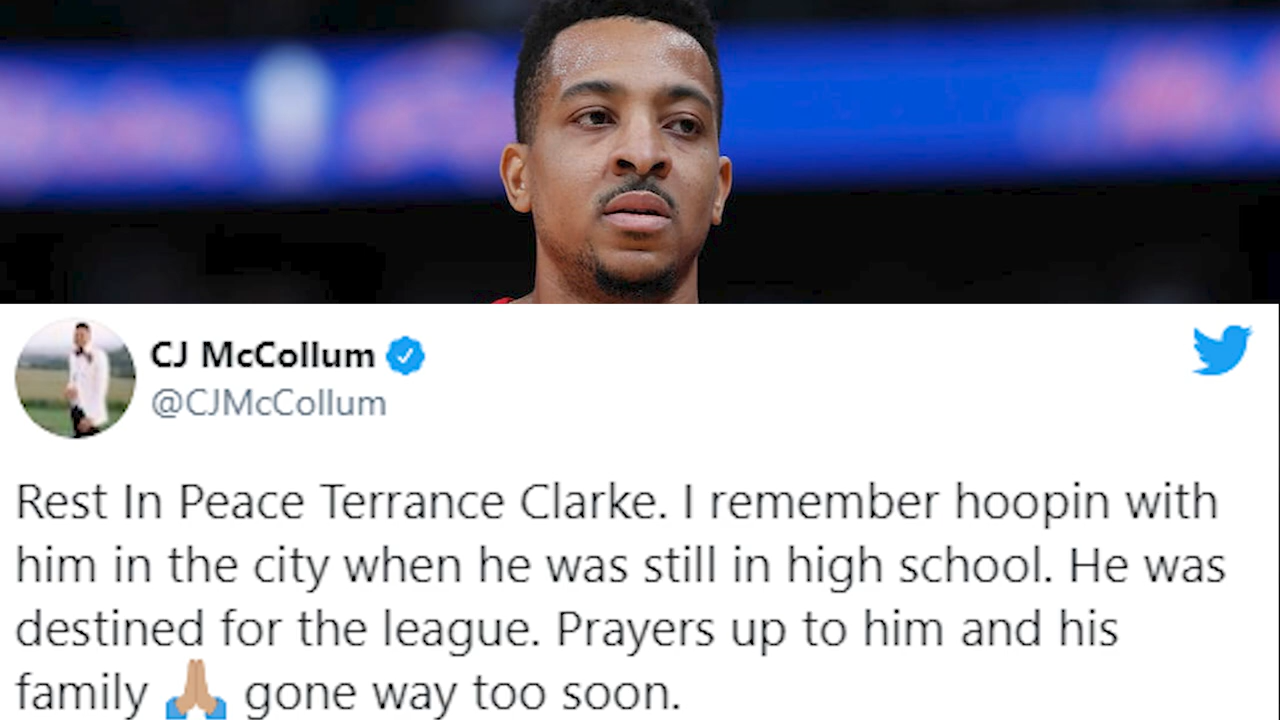 CJ McCollum
@CJMcCollum
Rest In Peace Terrance Clarke. I remember hoopin with
him in the city when he was still in high school. He was
destined for the league. Prayers up to him and his
family 🙏🏽 gone way too soon.